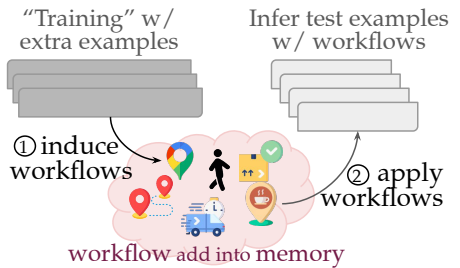 “Training” w/
extra examples
Infer test examples
w/ workflows
① induce
workflows
② apply
workflows
workflow add into memory